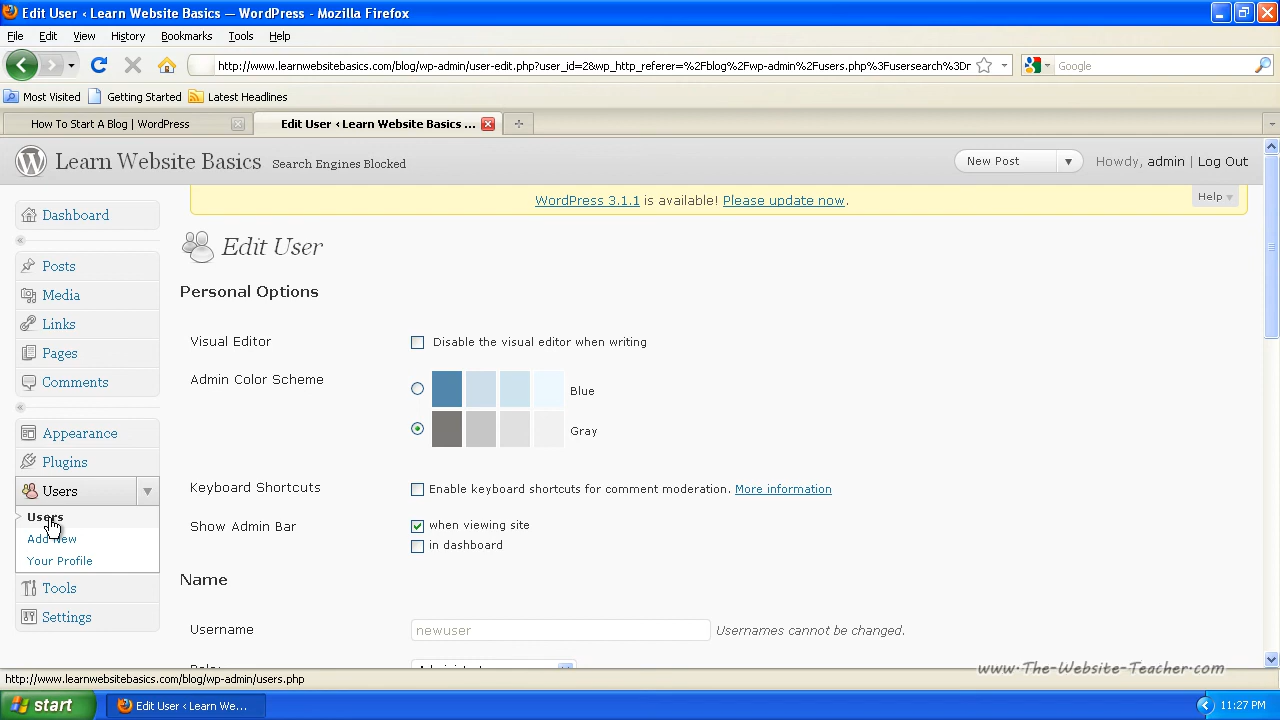 Edit User ‹ Learn Website Basics — WordPress - Mozilla Firefox
File Edit View History Bookmarks Tools Help
http://www.learnwebsitebasics.com/blog/wp-admin/user-edit.php?user_id=2&wp_http_referer=%2Fblog%2Fwp-admin%2Fusers.php%3Fusersearch%3Dr
Google
Most Visited Getting Started Latest Headlines
How To Start A Blog | WordPress
Edit User ‹ Learn Website Basics ...
Learn Website Basics Search Engines Blocked
New Post
Howdy, admin | Log Out
WordPress 3.1.1 is available! Please update now.
Help
Dashboard
Posts
Media
Links
Pages
Comments
Appearance
Plugins
Users
Users
Add New
Your Profile
Tools
Settings
Edit User
Personal Options
Visual Editor
Disable the visual editor when writing
Admin Color Scheme
Blue
Gray
Keyboard Shortcuts
Enable keyboard shortcuts for comment moderation. More information
Show Admin Bar
when viewing site
in dashboard
Name
Username
newuser
Usernames cannot be changed.
http://www.learnwebsitebasics.com/blog/wp-admin/users.php
www.The-Website-Teacher.com
start
Edit User ‹ Learn We...
11:27 PM